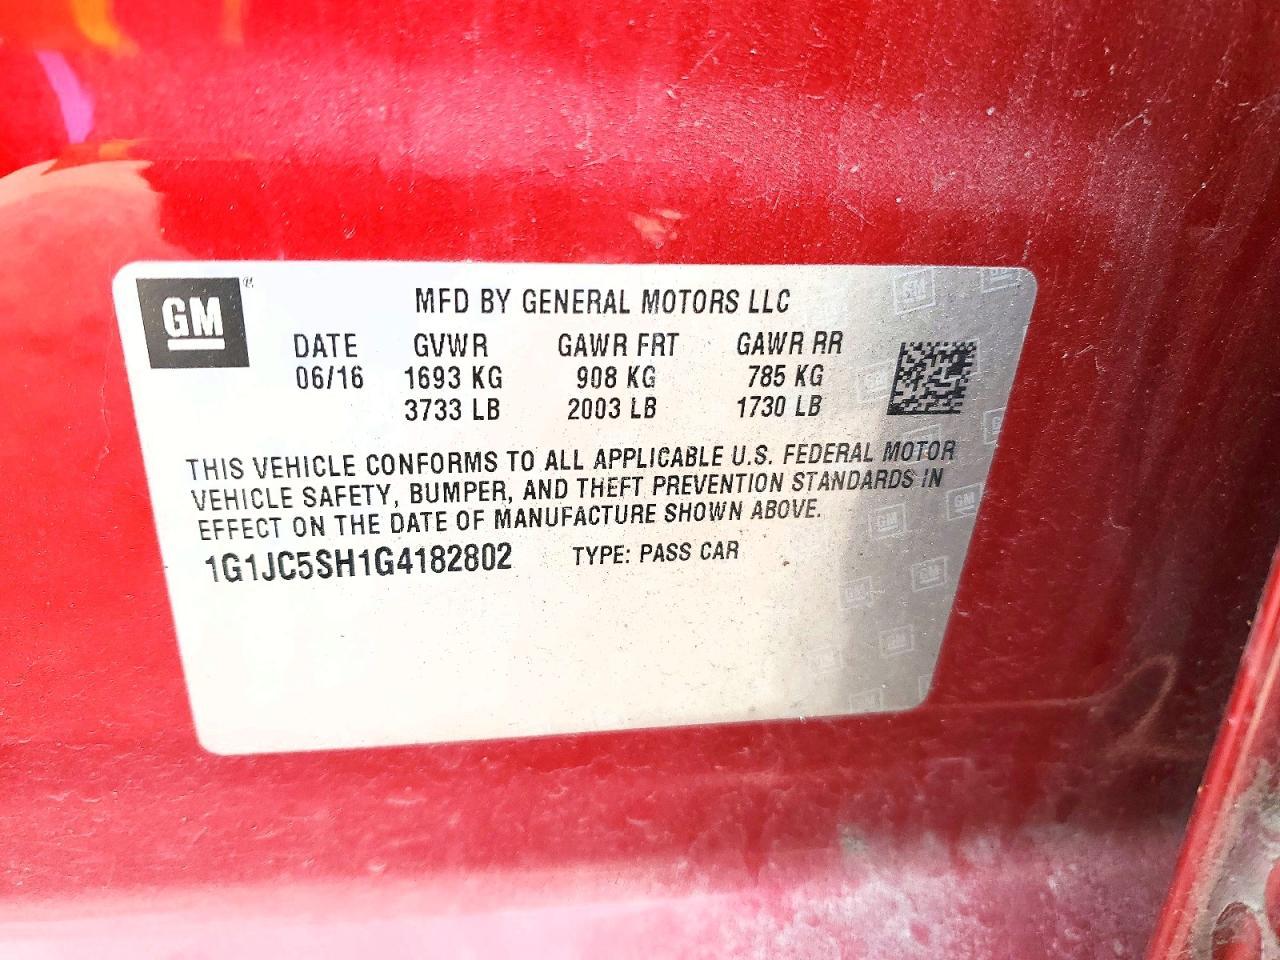 GM ®
MFD BY GENERAL MOTORS LLC
DATE GVWR GAWR FRT GAWR RR
06/16 1693 KG 908 KG 785 KG
3733 LB 2003 LB 1730 LB
THIS VEHICLE CONFORMS TO ALL APPLICABLE U.S. FEDERAL MOTOR
VEHICLE SAFETY, BUMPER, AND THEFT PREVENTION STANDARDS IN
EFFECT ON THE DATE OF MANUFACTURE SHOWN ABOVE.
1G1JC5SH1G4182802 TYPE: PASS CAR